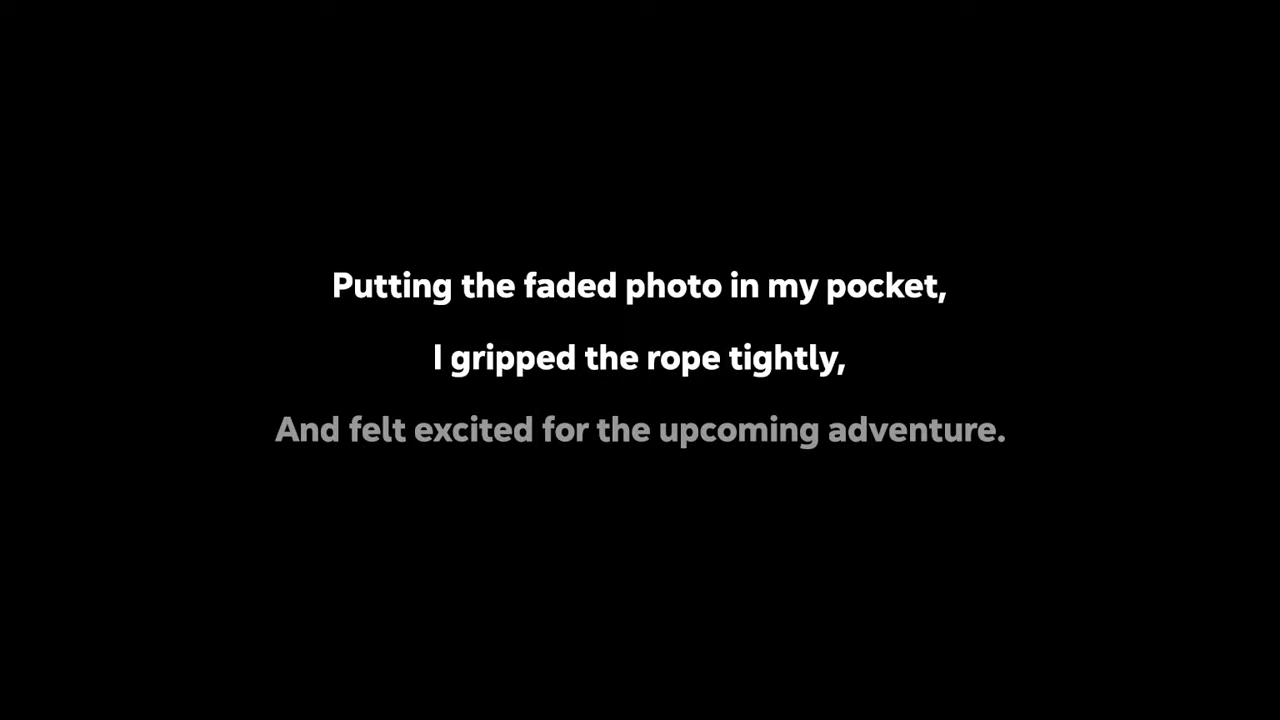 Putting the faded photo in my pocket,
I gripped the rope tightly,
And felt excited for the upcoming adventure.